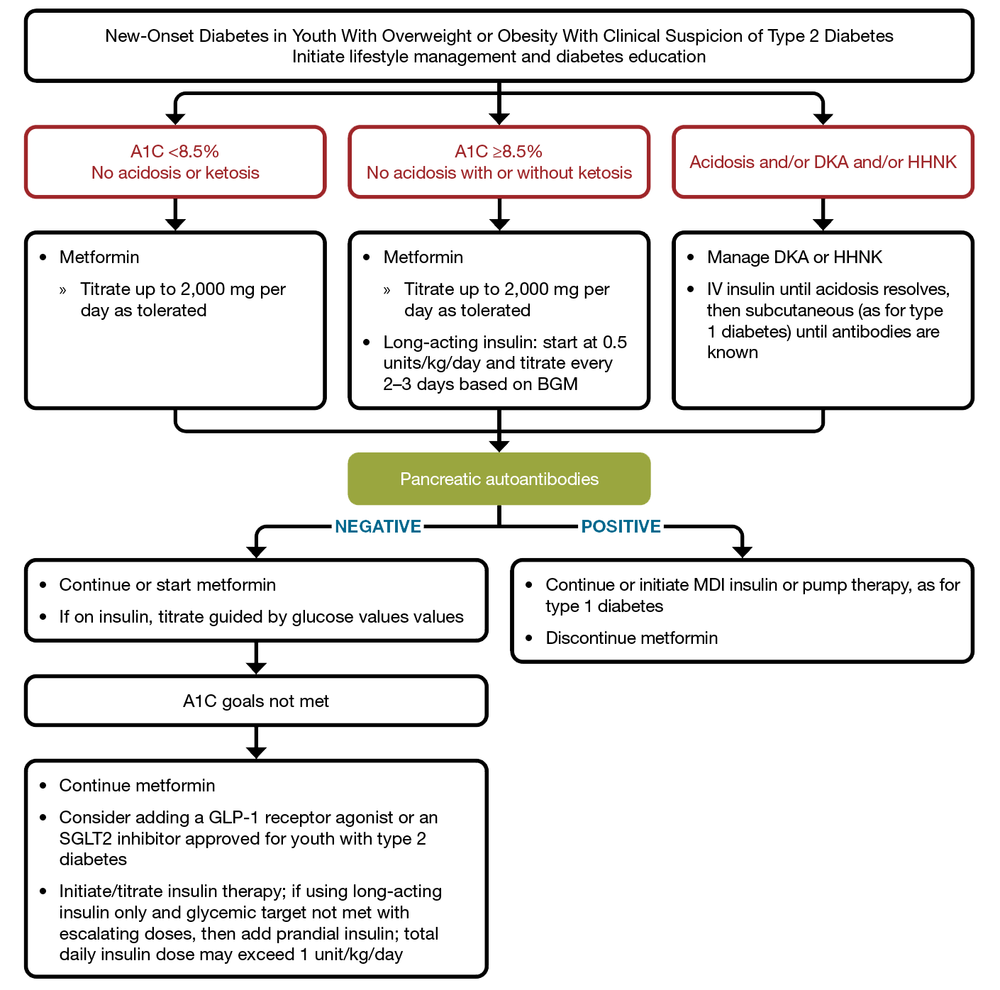 New-Onset Diabetes in Youth With Overweight or Obesity With Clinical Suspicion of Type 2 Diabetes
Initiate lifestyle management and diabetes education
A1C <8.5%
No acidosis or ketosis
A1C ≥8.5%
No acidosis with or without ketosis
Acidosis and/or DKA and/or HHNK
• Metformin
» Titrate up to 2,000 mg per
day as tolerated
• Metformin
» Titrate up to 2,000 mg per
day as tolerated
• Long-acting insulin: start at 0.5
units/kg/day and titrate every
2–3 days based on BGM
• Manage DKA or HHNK
• IV insulin until acidosis resolves,
then subcutaneous (as for type
1 diabetes) until antibodies are
known
Pancreatic autoantibodies
NEGATIVE
POSITIVE
• Continue or start metformin
• If on insulin, titrate guided by glucose values values
• Continue or initiate MDI insulin or pump therapy, as for
type 1 diabetes
• Discontinue metformin
A1C goals not met
• Continue metformin
• Consider adding a GLP-1 receptor agonist or an
SGLT2 inhibitor approved for youth with type 2
diabetes
• Initiate/titrate insulin therapy; if using long-acting
insulin only and glycemic target not met with
escalating doses, then add prandial insulin; total
daily insulin dose may exceed 1 unit/kg/day